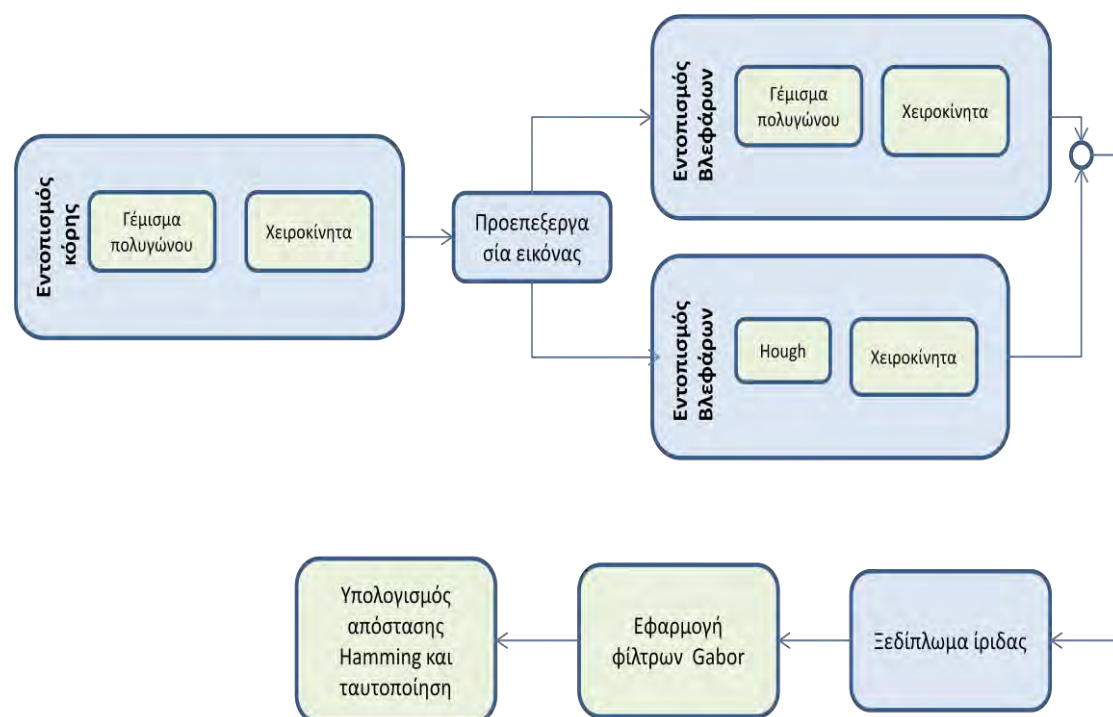 Εντοπισμός
κόρης
Γέμισμα
πολυγώνου
Χειροκίνητα
Προεπεξεργα
σία εικόνας
Εντοπισμός
Βλεφάρων
Γέμισμα
πολυγώνου
Χειροκίνητα
Εντοπισμός
Βλεφάρων
Hough
Χειροκίνητα
Ξεδίπλωμα ίριδας
Εφαρμογή
φίλτρων Gabor
Υπολογισμός
απόστασης
Hamming και
ταυτοποίηση